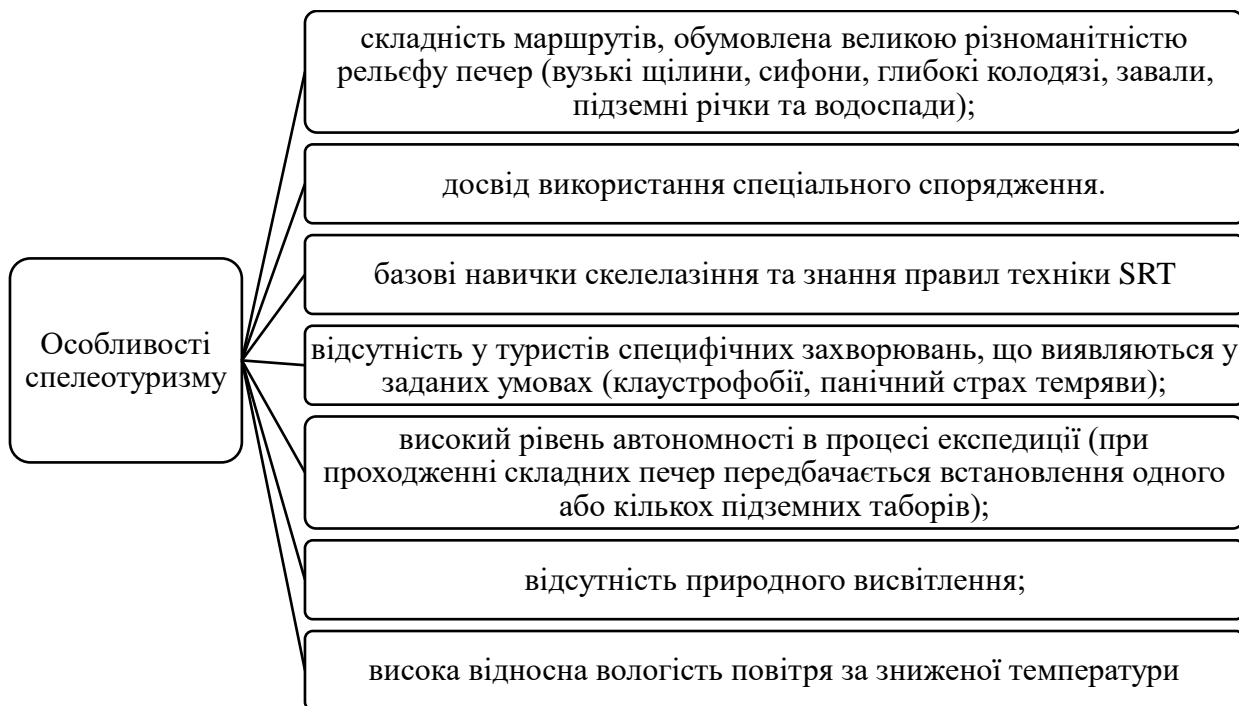 складність маршрутів, обумовлена великою різноманітністю
рельєфу печер (вузькі щілини, сифони, глибокі колодязі, завали,
підземні річки та водоспади);
досвід використання спеціального спорядження.
базові навички скелелазіння та знання правил техніки SRT
Особливості
спелеотуризму
відсутність у туристів специфічних захворювань, що виявляються у
заданих умовах (клаустрофобії, панічний страх темряви);
високий рівень автономності в процесі експедиції (при
проходженні складних печер передбачається встановлення одного
або кількох підземних таборів);
відсутність природного висвітлення;
висока відносна вологість повітря за зниженої температури